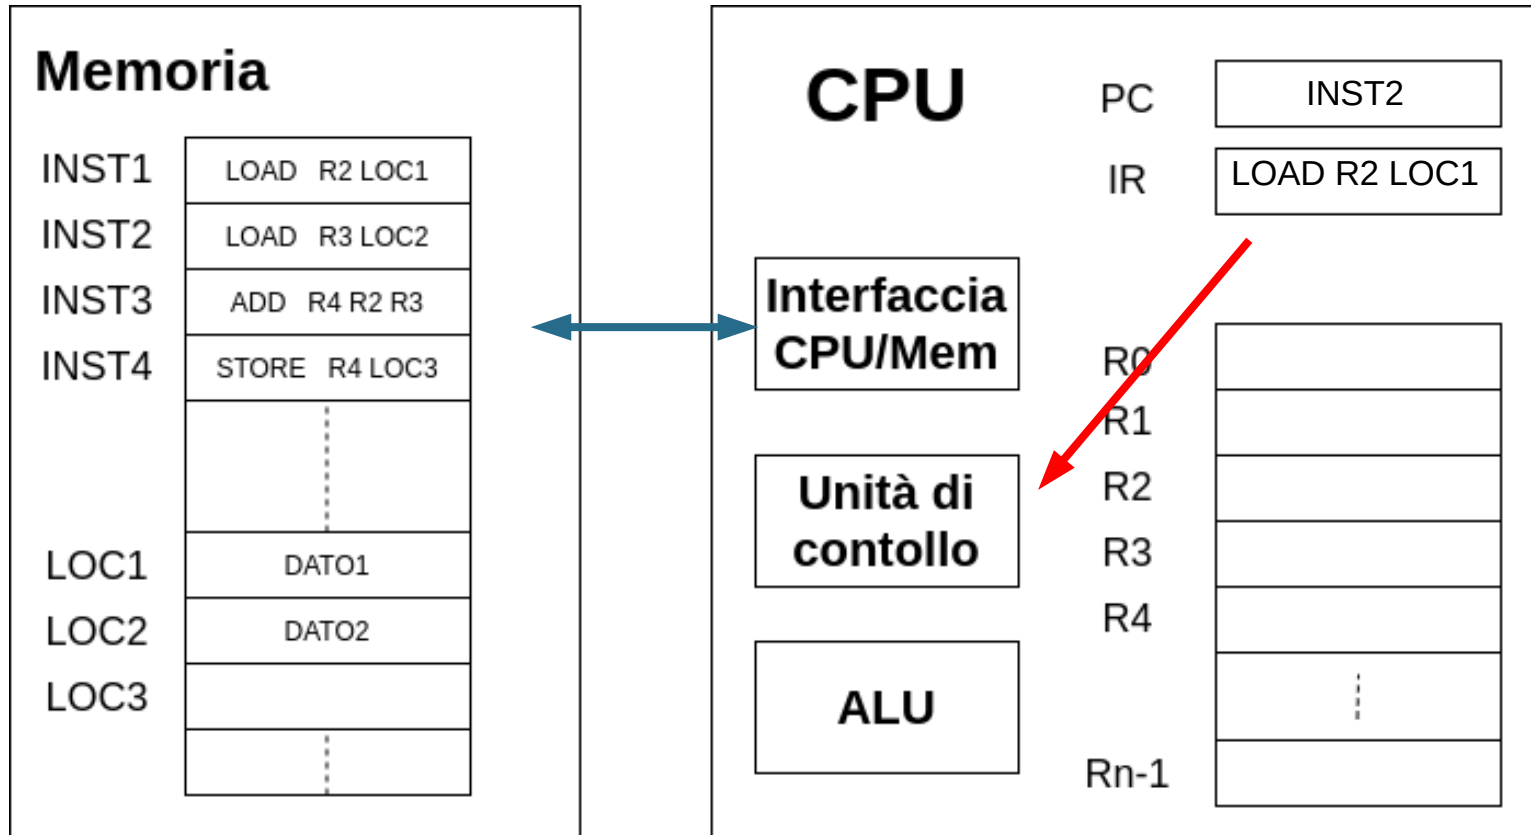 Memoria
INST1 LOAD R2 LOC1
INST2 LOAD R3 LOC2
INST3 ADD R4 R2 R3
INST4 STORE R4 LOC3
LOC1 DATO1
LOC2 DATO2
LOC3
CPU
PC INST2
IR LOAD R2 LOC1
Interfaccia
CPU/Mem
Unità di
contollo
ALU
R0
R1
R2
R3
R4
Rn-1